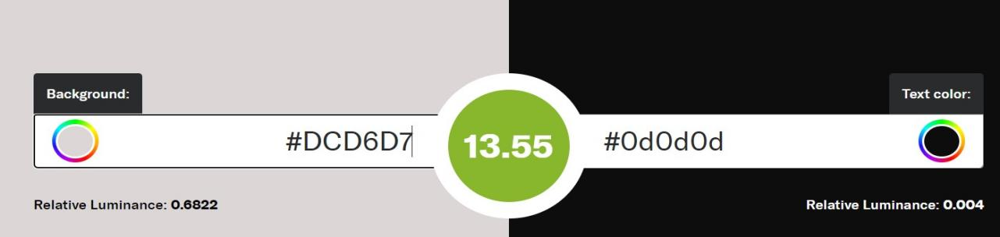 Background:
Text color:
#DCD6D7
13.55
#0d0d0d
Relative Luminance: 0.6822
Relative Luminance: 0.004